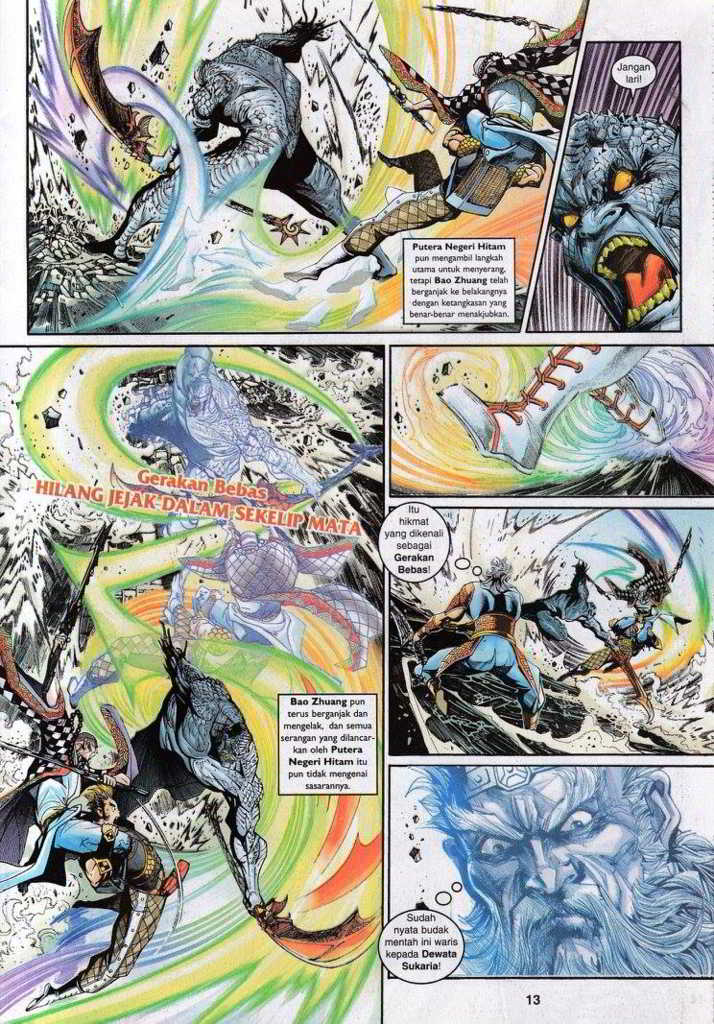 Putera Negeri Hitam
pun mengambil langkah
utama untuk menyerang,
tetapi Bao Zhuang telah
berganjak ke belakangnya
dengan ketangkasan yang
benar-benar menakjubkan.
Jangan
lari!
Gerakan Bebas
HILANG JEJAK DALAM SEKELIP MATA
Bao Zhuang
terus berganjak dan
mengelak, dan semua
serangan yang dilancar-
kan oleh Putera
Negeri Hitam itu
pun tidak mengenai
sasarannya.
Itu
hikmat
yang dikenali
sebagai
Gerakan
Bebas!
Sudah
nyata budak
mentah ini waris
kepada Dewata
Sukaria!
13